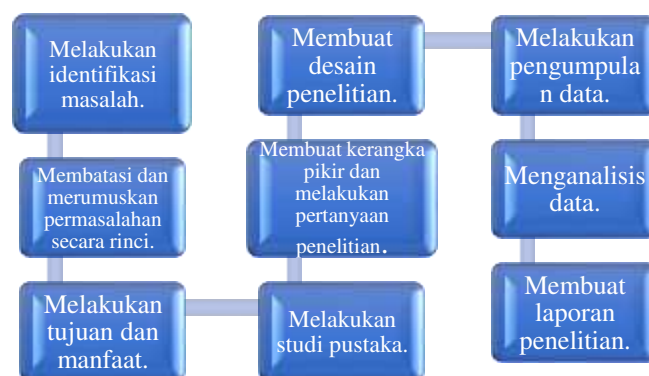 Melakukan
identifikasi
masalah.
Membatasi dan
merumuskan
permasalahan
secara rinci.
Melakukan
tujuan dan
manfaat.
Melakukan
studi pustaka.
Membuat kerangka
pikir dan
melakukan
pertanyaan
penelitian.
Membuat
desain
penelitian.
Melakukan
pengumpula
n data.
Menganalisis
data.
Membuat
laporan
penelitian.